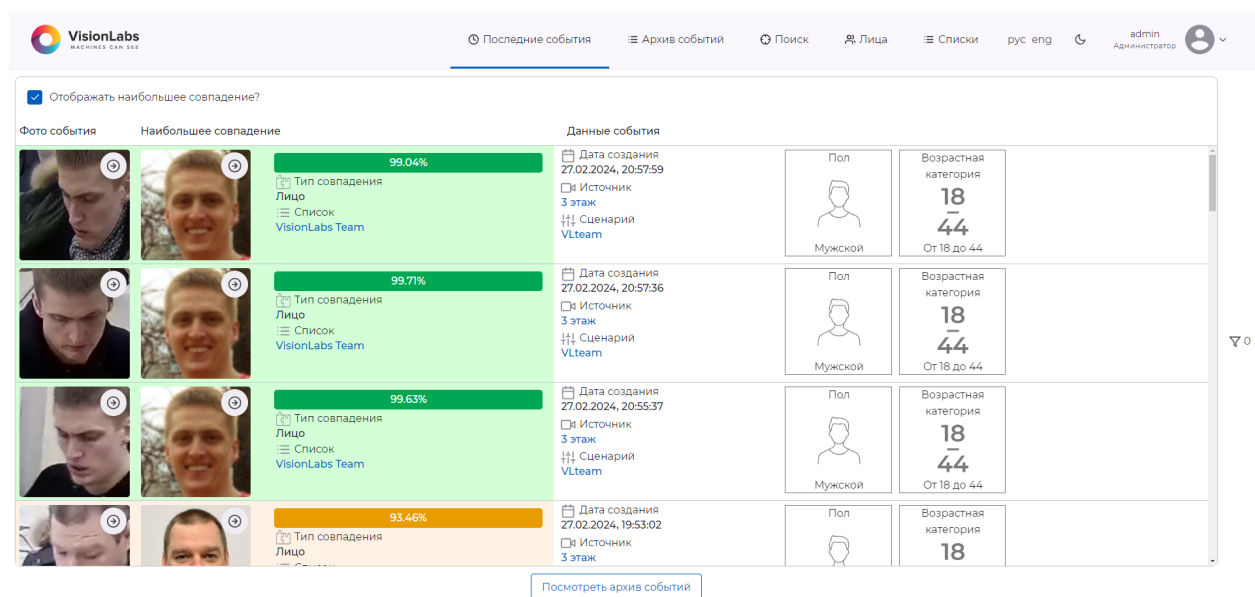 VisionLabs
MACHINES CAN SEE
Последние события
Архив событий
Поиск
Лица
Списки
рус eng
admin
Администратор
Отображать наибольшее совпадение?
Фото события Наибольшее совпадение Данные события
99.04%
Тип совпадения
Лицо
Список
VisionLabs Team
Дата создания
27.02.2024, 20:57:59
Источник
3 этаж
Сценарий
VLteam
Пол
Мужской
Возрастная
категория
18
44
От 18 до 44
99.71%
Тип совпадения
Лицо
Список
VisionLabs Team
Дата создания
27.02.2024, 20:57:36
Источник
3 этаж
Сценарий
VLteam
Пол
Мужской
Возрастная
категория
18
44
От 18 до 44
0
99.63%
Тип совпадения
Лицо
Список
VisionLabs Team
Дата создания
27.02.2024, 20:55:37
Источник
3 этаж
Сценарий
VLteam
Пол
Мужской
Возрастная
категория
18
44
От 18 до 44
93.46%
Тип совпадения
Лицо
Список
Дата создания
27.02.2024, 19:53:02
Источник
3 этаж
Пол
Возрастная
категория
18
Посмотреть архив событий